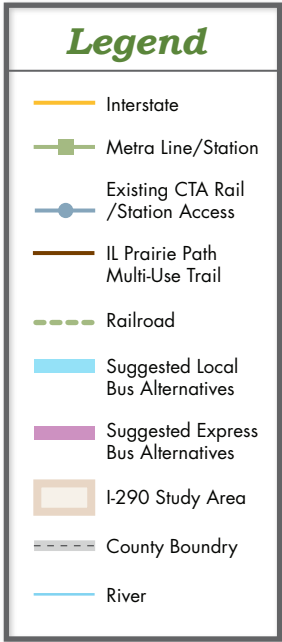 Legend
Interstate
Metra Line/Station
Existing CTA Rail
/Station Access
IL Prairie Path
Multi-Use Trail
Railroad
Suggested Local
Bus Alternatives
Suggested Express
Bus Alternatives
I-290 Study Area
County Boundry
River